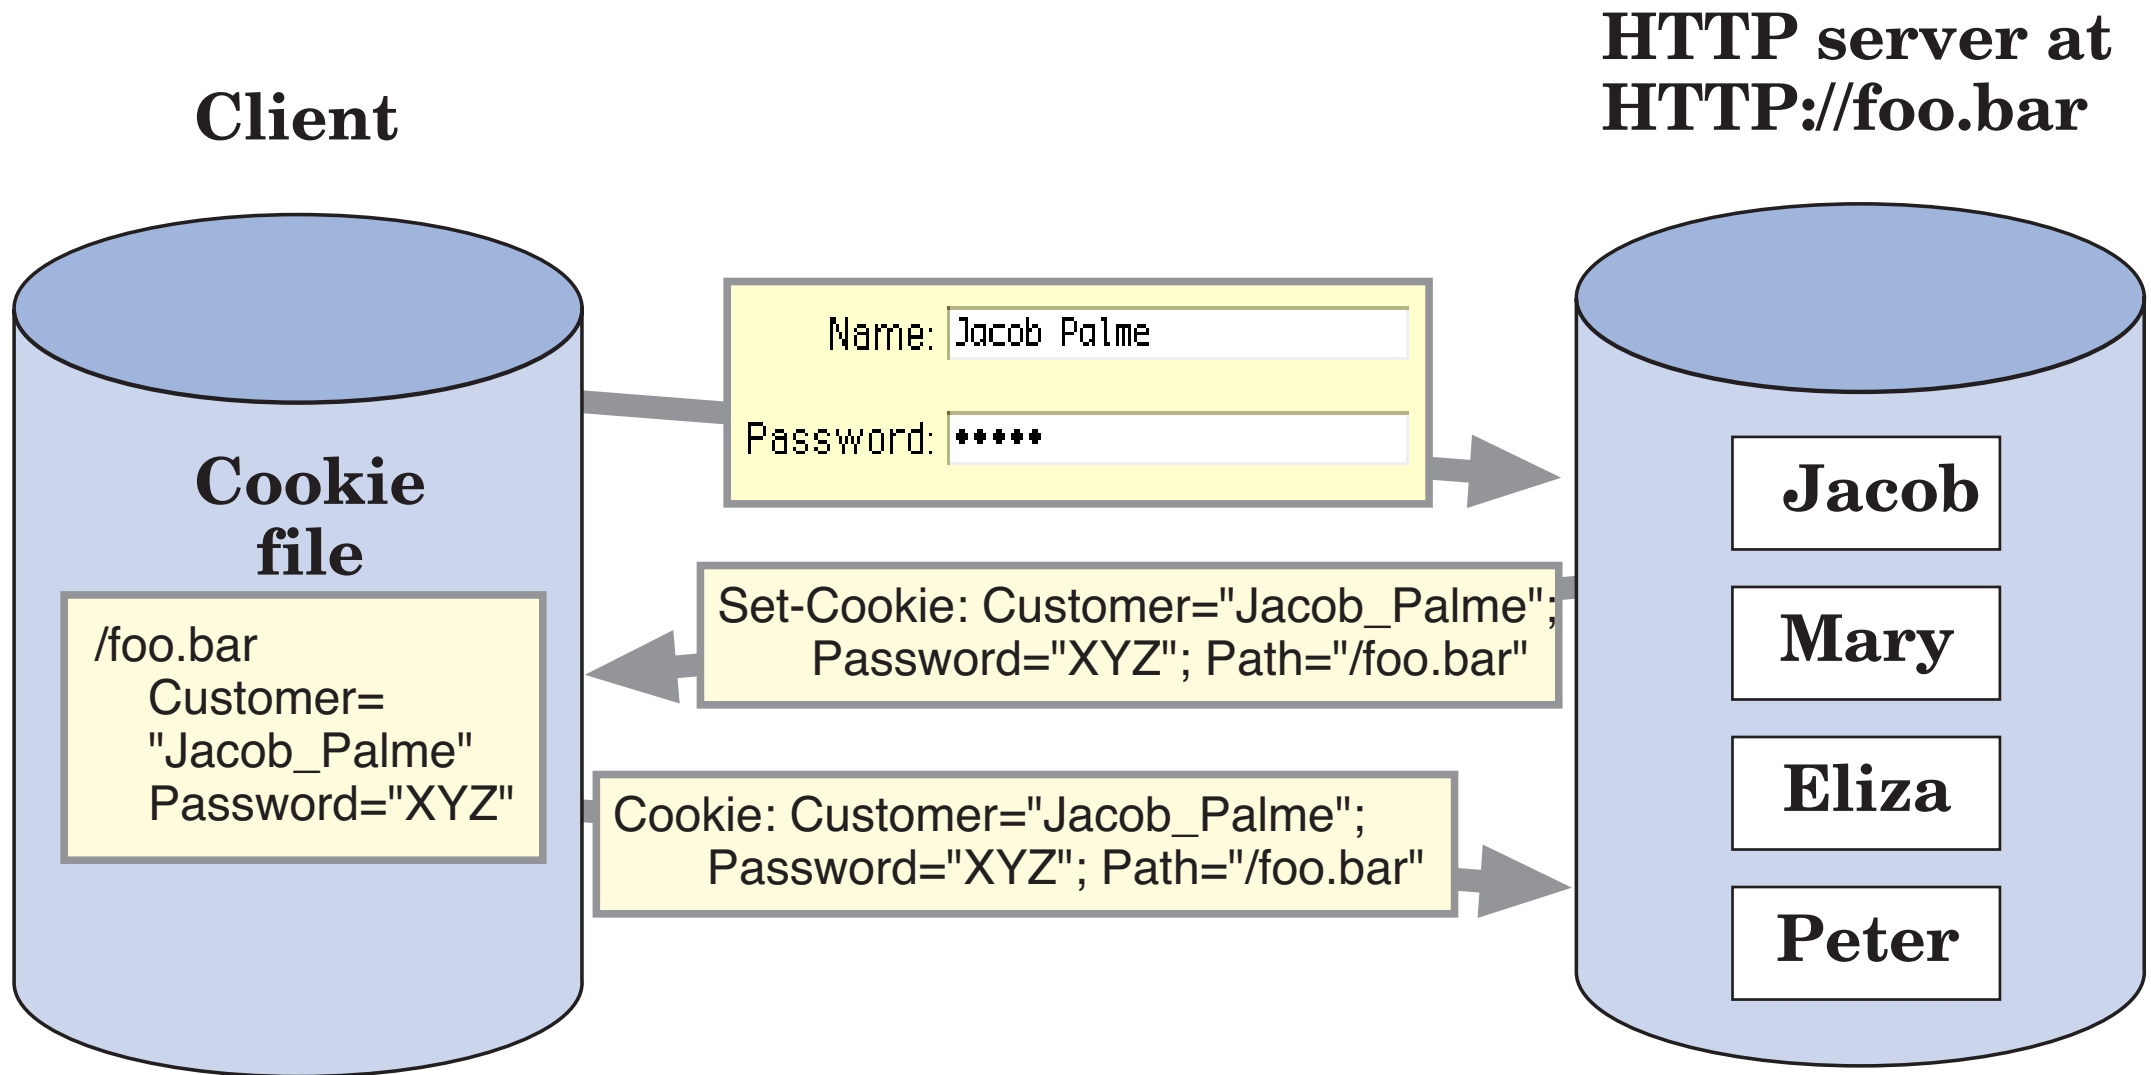 Client
HTTP server at
HTTP://foo.bar
Cookie
file
/foo.bar
Customer=
"Jacob_Palme"
Password="XYZ"
Name: Jacob Palme
Password: •••••
Set-Cookie: Customer="Jacob_Palme";
Password="XYZ"; Path="/foo.bar"
Cookie: Customer="Jacob_Palme";
Password="XYZ"; Path="/foo.bar"
Jacob
Mary
Eliza
Peter